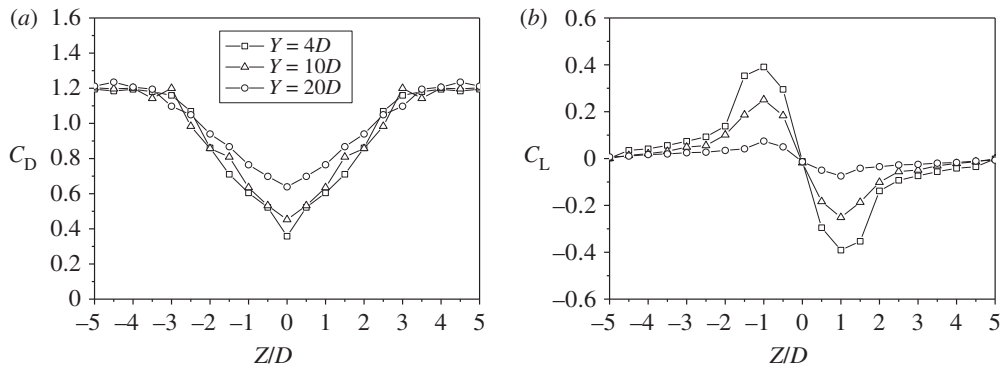 (a)
1.6
1.4
1.2
1.0
0.8
0.6
0.4
0.2
0
C_D
Y = 4D
Y = 10D
Y = 20D
–5 –4 –3 –2 –1 0 1 2 3 4 5
Z/D
(b)
0.6
0.4
0.2
0
–0.2
–0.4
–0.6
C_L
–5 –4 –3 –2 –1 0 1 2 3 4 5
Z/D